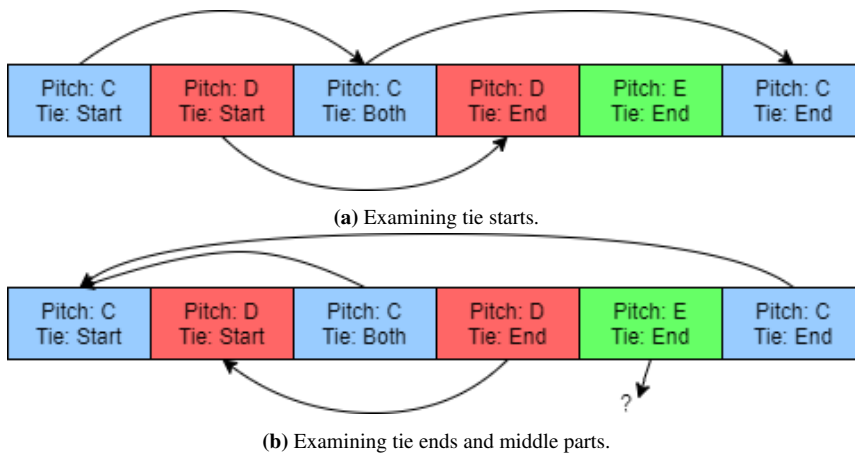 Pitch: C Pitch: D Pitch: C Pitch: D Pitch: E Pitch: C
Tie: Start Tie: Start Tie: Both Tie: End Tie: End Tie: End
(a) Examining tie starts.
Pitch: C Pitch: D Pitch: C Pitch: D Pitch: E Pitch: C
Tie: Start Tie: Start Tie: Both Tie: End Tie: End Tie: End
?
(b) Examining tie ends and middle parts.